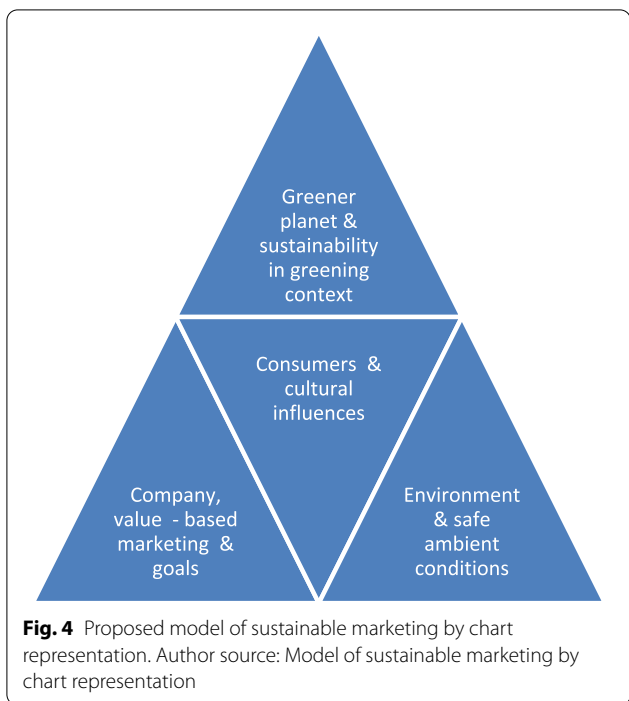 Greener
planet &
sustainability
in greening
context
Consumers &
cultural
influences
Company,
value - based
marketing &
goals
Environment
& safe
ambient
conditions
Fig. 4 Proposed model of sustainable marketing by chart
representation. Author source: Model of sustainable marketing by
chart representation